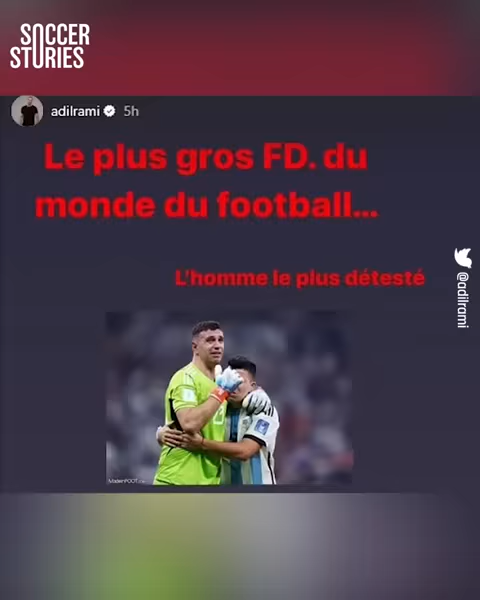 SOCCER
STORIES
adilrami 5h
Le plus gros FD. du
monde du football...
L'homme le plus détesté
@adilrami